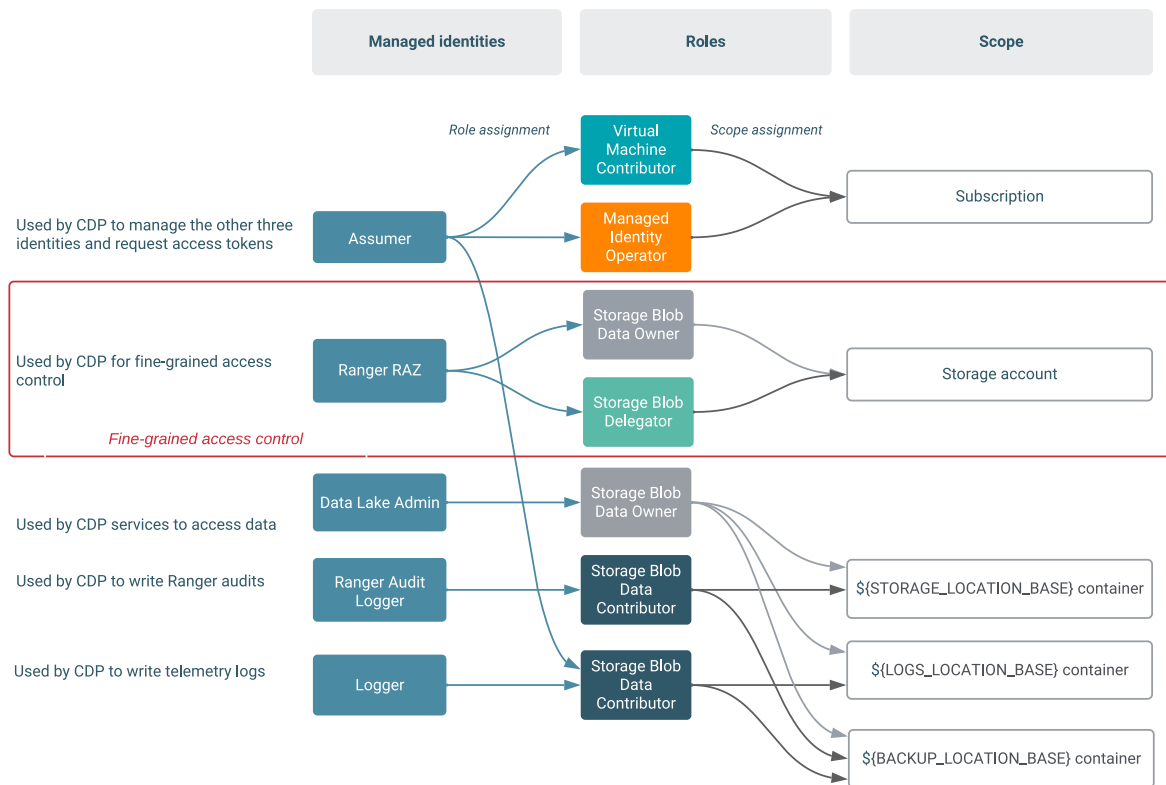 Managed identities
Roles
Scope
Role assignment
Scope assignment
Virtual
Machine
Contributor
Subscription
Used by CDP to manage the other three
identities and request access tokens
Assumer
Managed
Identity
Operator
Storage Blob
Data Owner
Used by CDP for fine-grained access
control
Ranger RAZ
Storage account
Storage Blob
Delegator
Fine-grained access control
Data Lake Admin
Storage Blob
Data Owner
Used by CDP services to access data
Used by CDP to write Ranger audits
Ranger Audit
Logger
Storage Blob
Data
Contributor
${STORAGE_LOCATION_BASE} container
Used by CDP to write telemetry logs
Logger
Storage Blob
Data
Contributor
${LOGS_LOCATION_BASE} container
${BACKUP_LOCATION_BASE} container